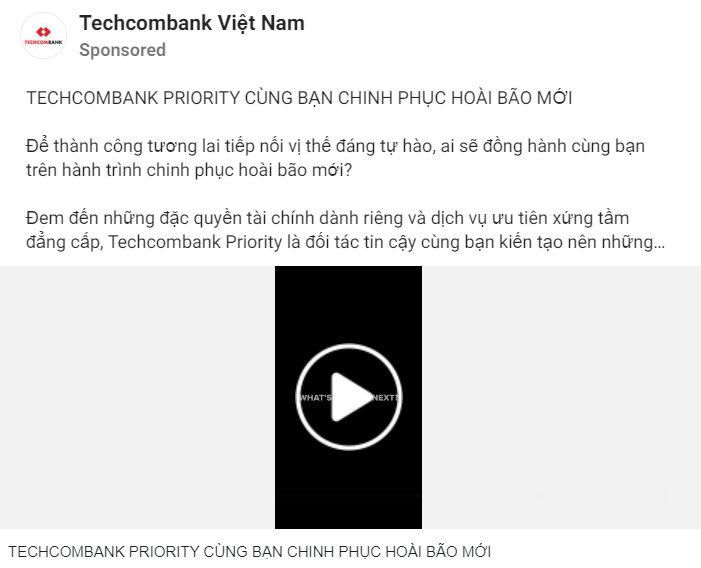 Techcombank Việt Nam
TECHCOMBANK
Sponsored
TECHCOMBANK PRIORITY CÙNG BẠN CHINH PHỤC HOÀI BÃO MỚI
Để thành công tương lai tiếp nối vị thế đáng tự hào, ai sẽ đồng hành cùng bạn
trên hành trình chinh phục hoài bão mới?
Đem đến những đặc quyền tài chính dành riêng và dịch vụ ưu tiên xứng tầm
đẳng cấp, Techcombank Priority là đối tác tin cậy cùng bạn kiến tạo nên những...
WHAT'S NEXT?
TECHCOMBANK PRIORITY CÙNG BẠN CHINH PHỤC HOÀI BÃO MỚI